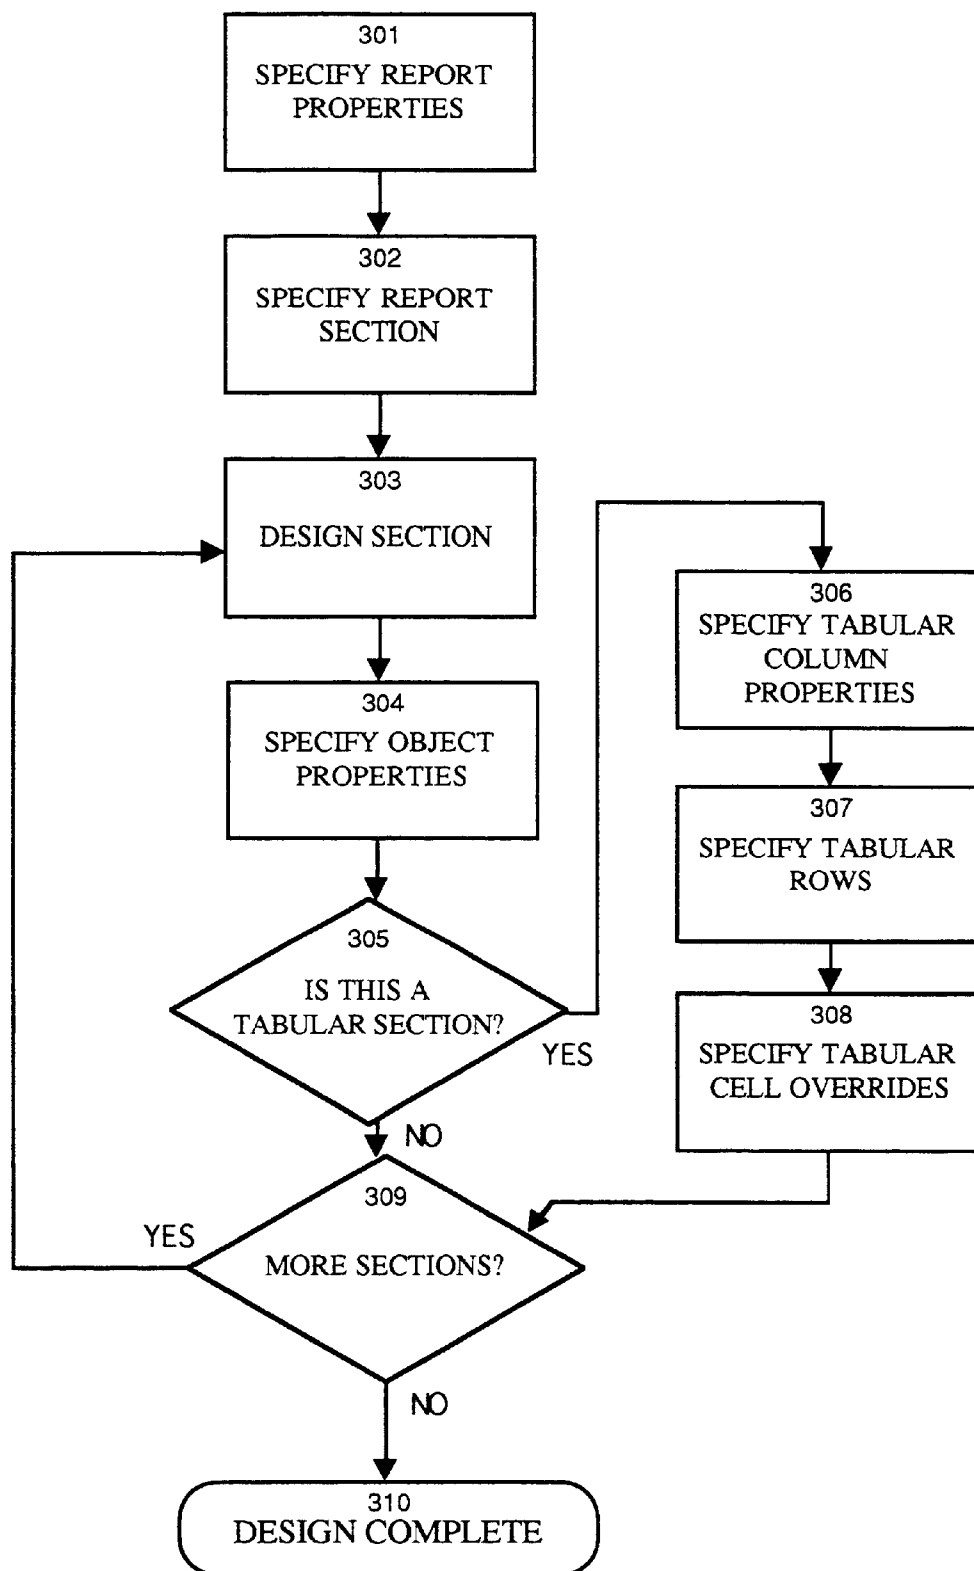 301
SPECIFY REPORT
PROPERTIES
302
SPECIFY REPORT
SECTION
303
DESIGN SECTION
304
SPECIFY OBJECT
PROPERTIES
305
IS THIS A
TABULAR SECTION?
YES
NO
306
SPECIFY TABULAR
COLUMN
PROPERTIES
307
SPECIFY TABULAR
ROWS
308
SPECIFY TABULAR
CELL OVERRIDES
309
MORE SECTIONS?
YES
NO
310
DESIGN COMPLETE